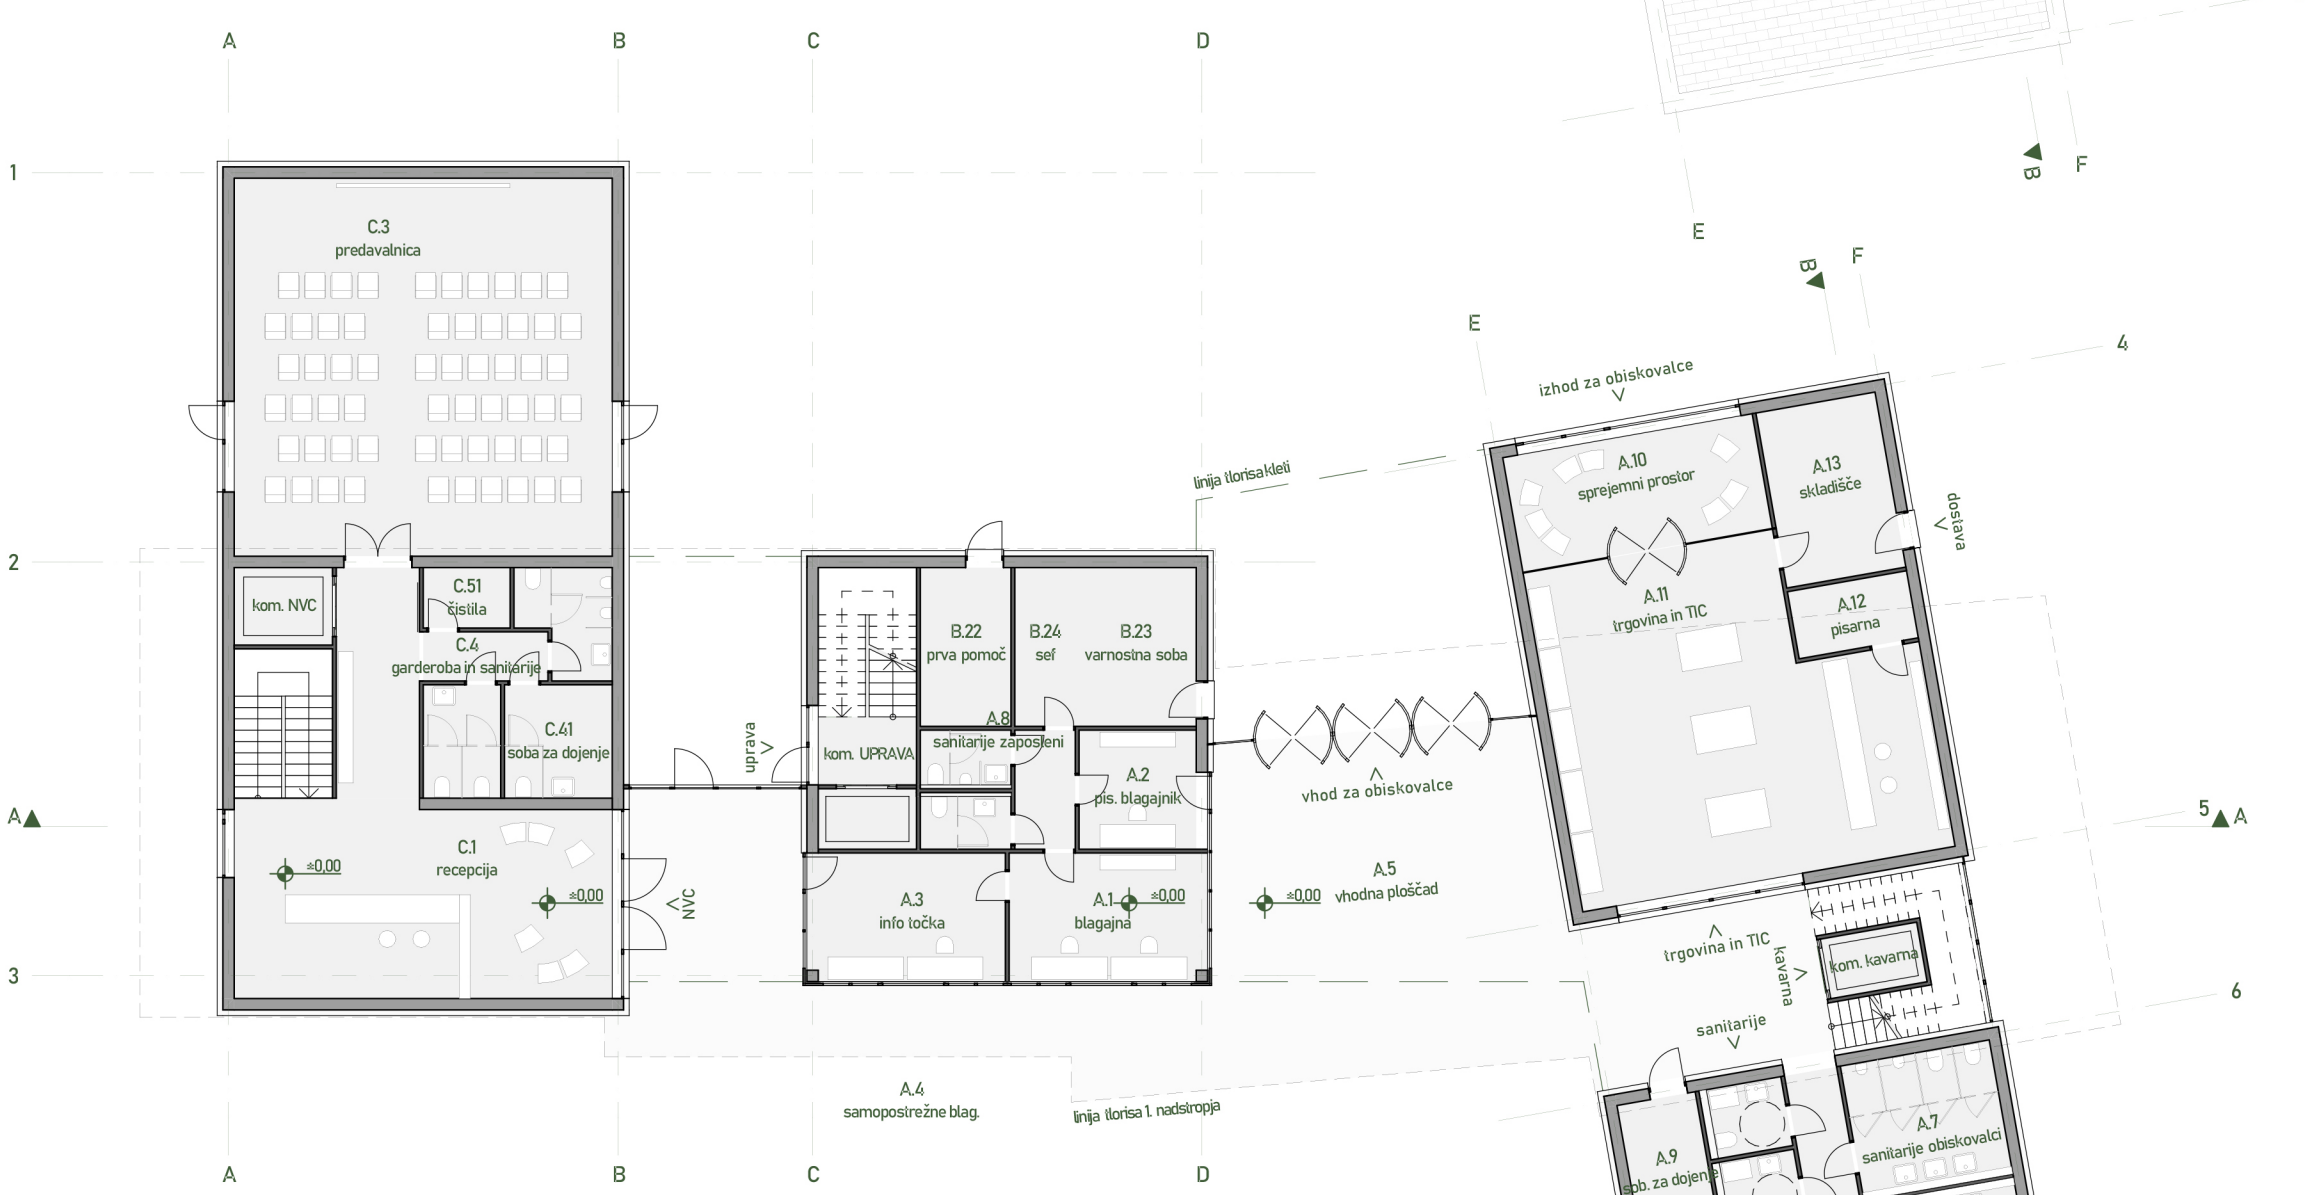 A
B
C
D
1
B
F
E
B
F
C.3
predavalnica
E
4
izhod za obiskovalce
linija tlorisa kleti
A.10
sprejemni prostor
A.13
skladišče
dostava
2
kom. NVC
C.51
čistila
C.4
garderoba in sanitarije
B.22
prva pomoč
B.24
sef
B.23
varnostna soba
A.11
trgovina in TIC
A.12
pisarna
C.41
soba za dojenje
uprava
kom. UPRAVA
A.8
sanitarije zaposleni
A.2
pis. blagajnik
vhod za obiskovalce
A
5
A
C.1
recepcija
±0,00
±0,00
NVC
A.3
info točka
A.1
blagajna
±0,00
±0,00
A.5
vhodna ploščad
trgovina in TIC
kavarna
kom. kavarna
3
6
sanitarije
A.4
samopostrežne blag.
linija tlorisa 1. nadstropja
A.7
sanitarije obiskovalci
A.9
spb. za dojenje
A
B
C
D